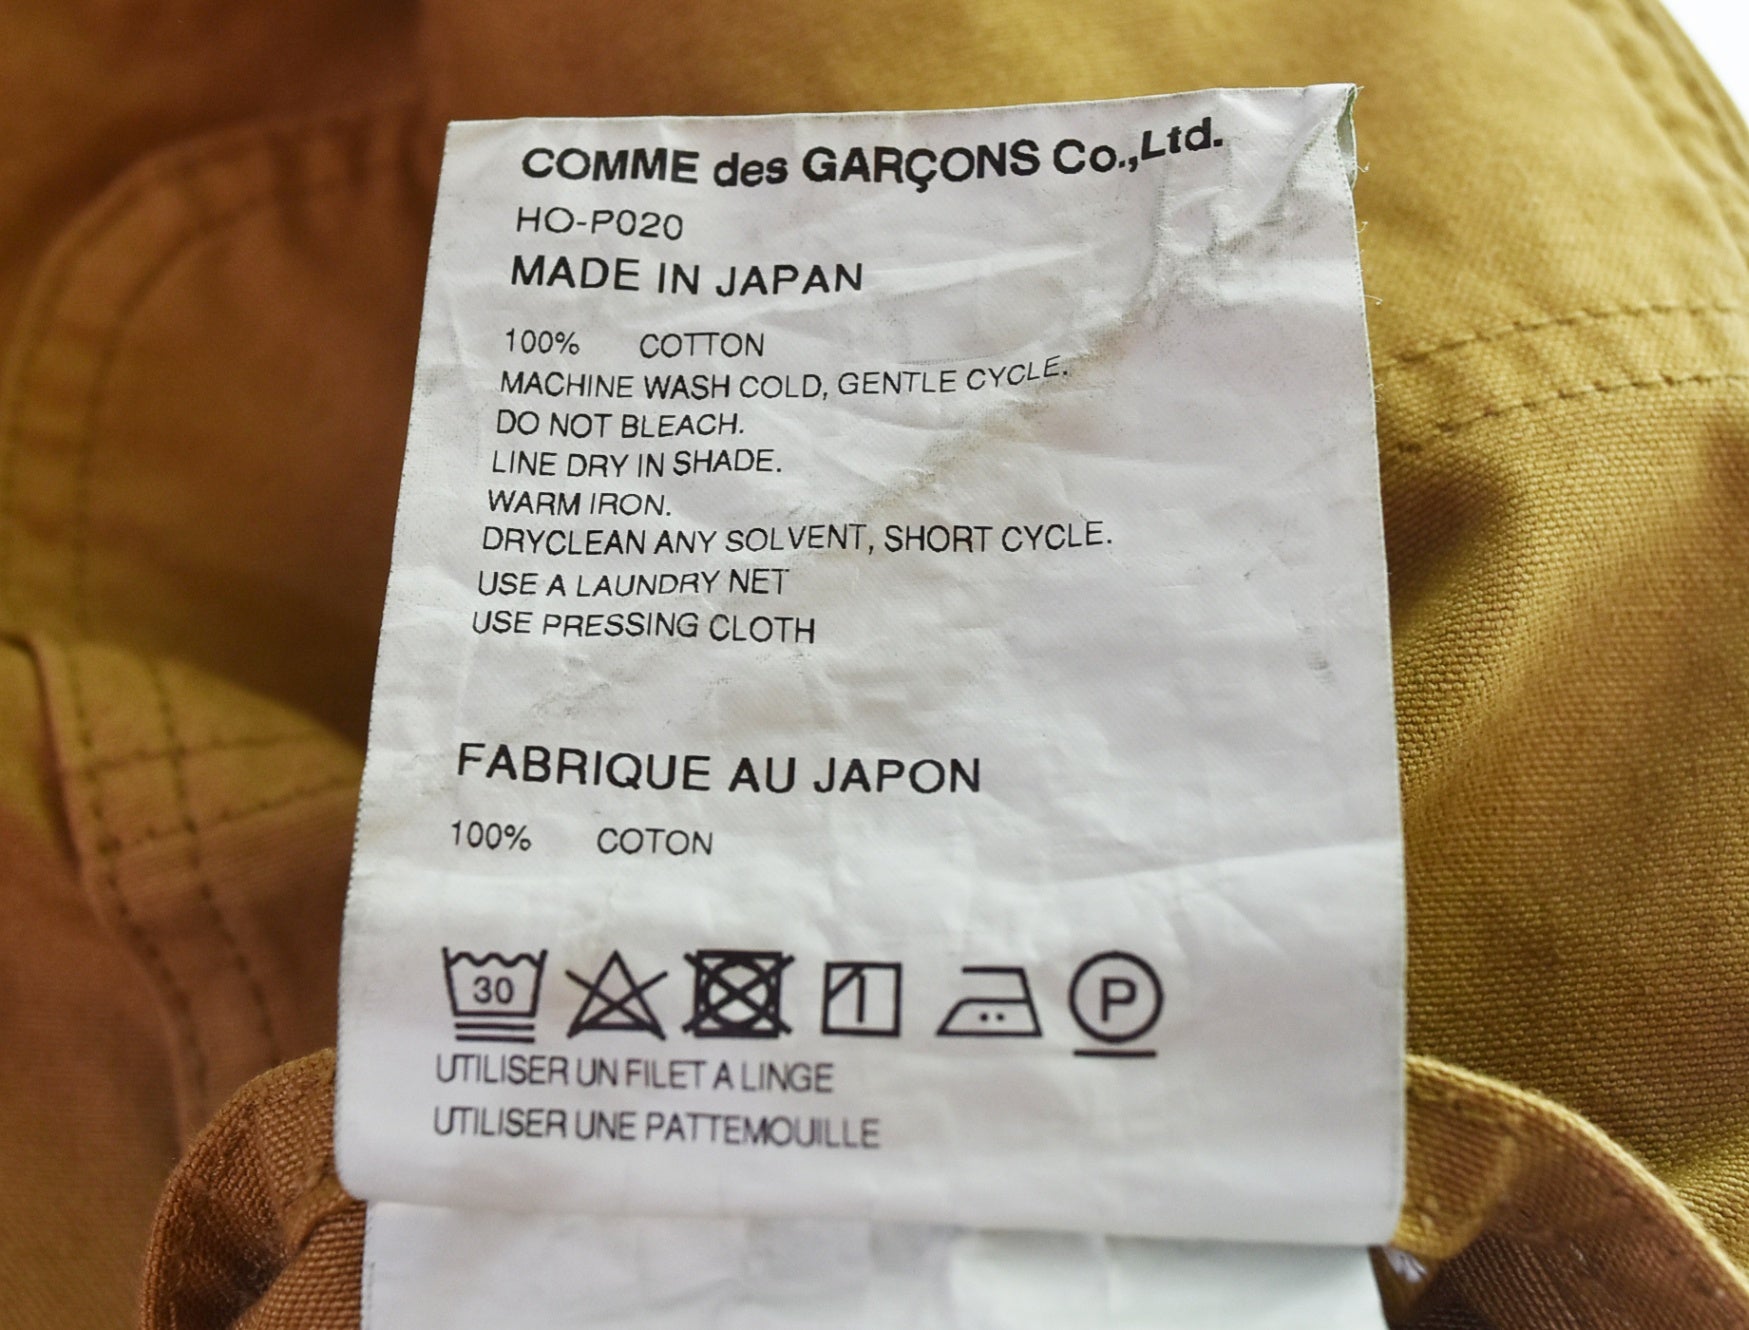 COMME des GARÇONS Co.,Ltd.
HO-P020
MADE IN JAPAN
100% COTTON
MACHINE WASH COLD, GENTLE CYCLE.
DO NOT BLEACH.
LINE DRY IN SHADE.
WARM IRON.
DRYCLEAN ANY SOLVENT, SHORT CYCLE.
USE A LAUNDRY NET
USE PRESSING CLOTH
FABRIQUE AU JAPON
100% COTON
30 P
UTILISER UN FILET A LINGE
UTILISER UNE PATTEMOUILLE